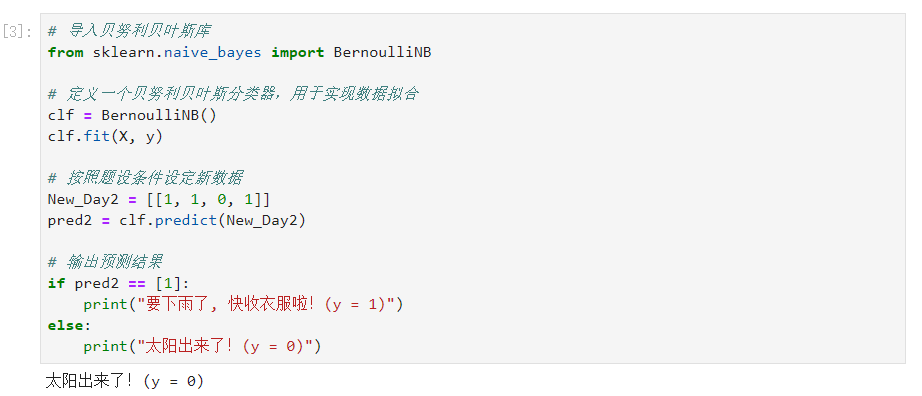 [3]:
# 导入贝努利贝叶斯库
from sklearn.naive_bayes import BernoulliNB
# 定义一个贝努利贝叶斯分类器，用于实现数据拟合
clf = BernoulliNB()
clf.fit(X, y)
# 按照题设条件设定新数据
New_Day2 = [[1, 1, 0, 1]]
pred2 = clf.predict(New_Day2)
# 输出预测结果
if pred2 == [1]:
    print("要下雨了, 快收衣服啦! (y = 1)")
else:
    print("太阳出来了! (y = 0)")
太阳出来了! (y = 0)